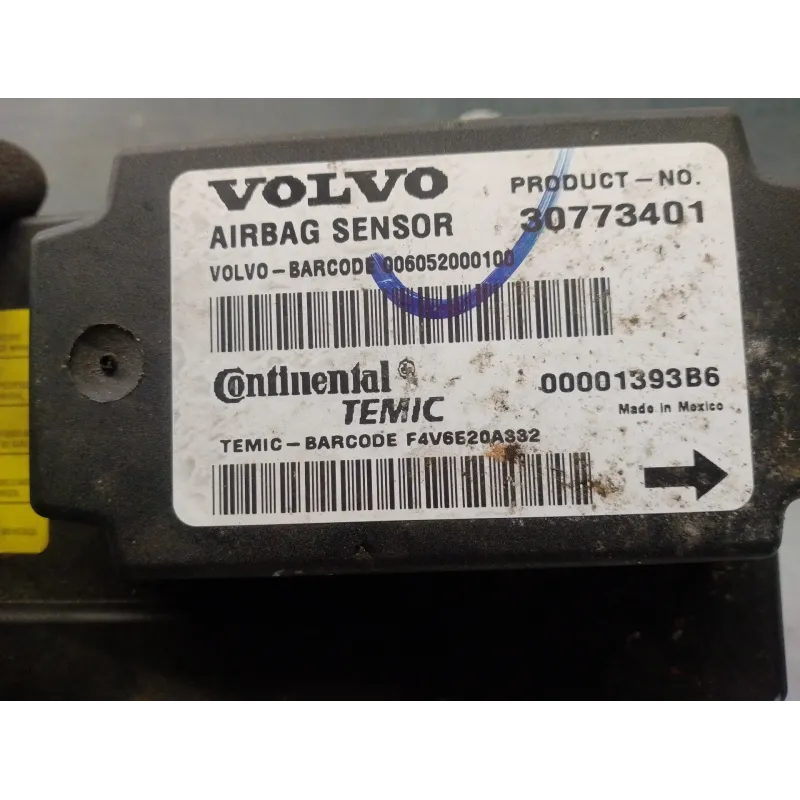 VOLVO
PRODUCT-NO.
AIRBAG SENSOR
30773401
VOLVO-BARCODE 006052000100
Continental®
TEMIC
00001393B6
Made in Mexico
TEMIC-BARCODE F4V6E20A332